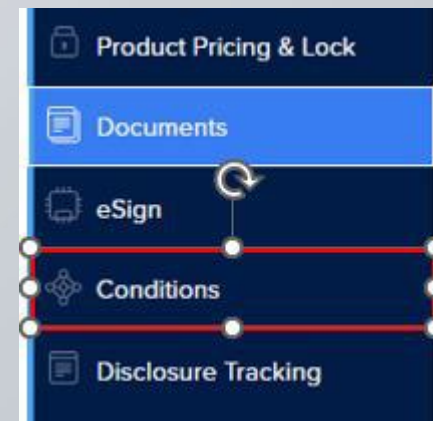 Product Pricing & Lock
Documents
eSign
Conditions
Disclosure Tracking